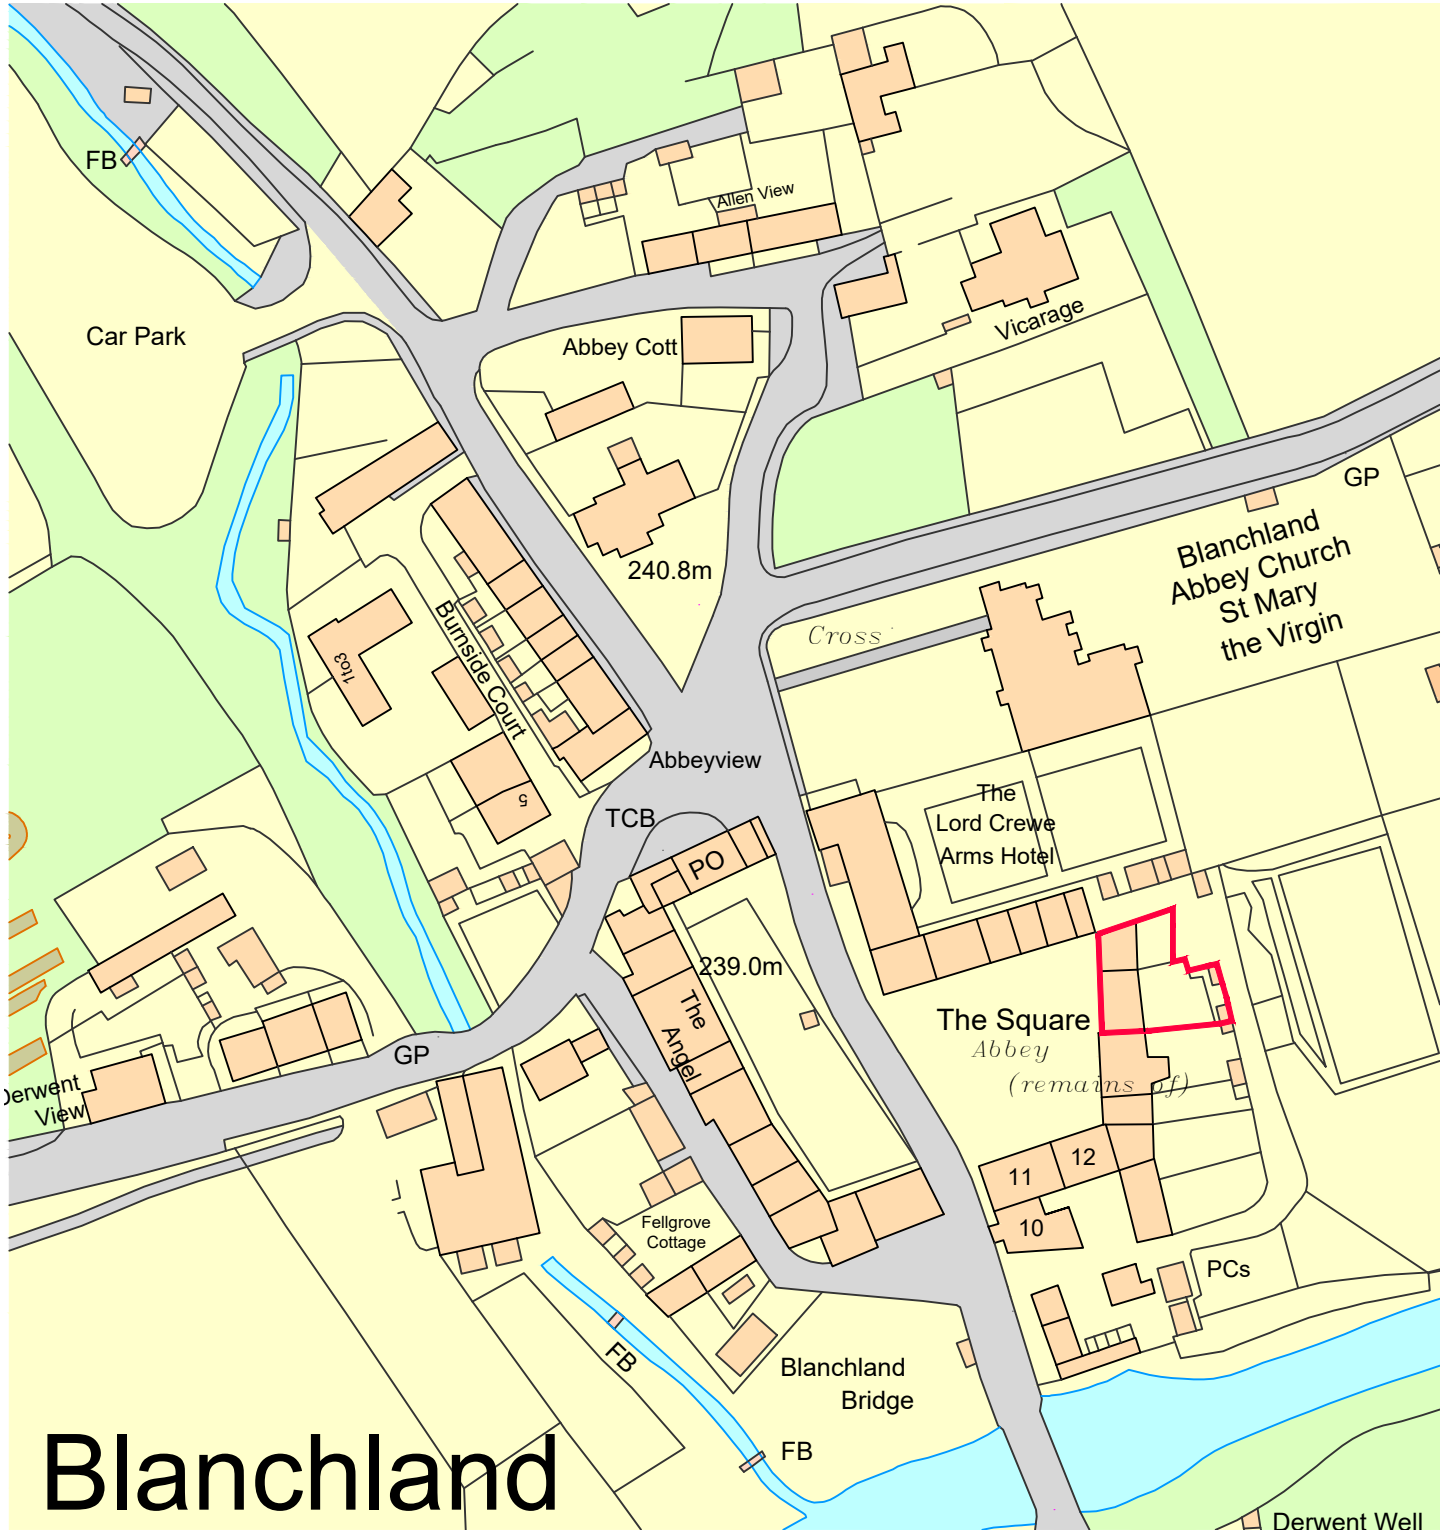 FB
Allen View
Car Park
Abbey Cott
Vicarage
GP
Blanchland
Abbey Church
St Mary
the Virgin
240.8m
Cross
Burnside Court
1to3
Abbeyview
5
TCB
The
Lord Crewe
Arms Hotel
PO
239.0m
The
Angel
The Square
Abbey
(remains of)
GP
Derwent
View
11
12
10
Fellgrove
Cottage
PCs
FB
Blanchland
Bridge
FB
Blanchland
Derwent Well